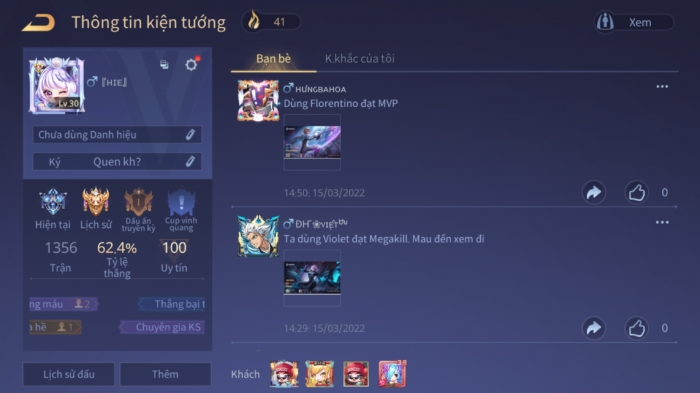 Thông tin kiện tướng
41
Xem
『HIE』
Lv.30
Chưa dùng Danh hiệu
Ký Quen kh?
Hiện tại
Lịch sử
Dấu ấn truyền kỳ
Cup vinh quang
1356
62.4%
100
Trận
Tỷ lệ thắng
Uy tín
ng máu 2
Thắng bại t
a hề 1
Chuyên gia KS
Lịch sử đấu
Thêm
Bạn bè
K.khắc của tôi
HƯNGBAHOA
Dùng Florentino đạt MVP
14:50 15/03/2022
0
Ta dùng Violet đạt Megakill, Mau đến xem đi
14:29 15/03/2022
0
Khách